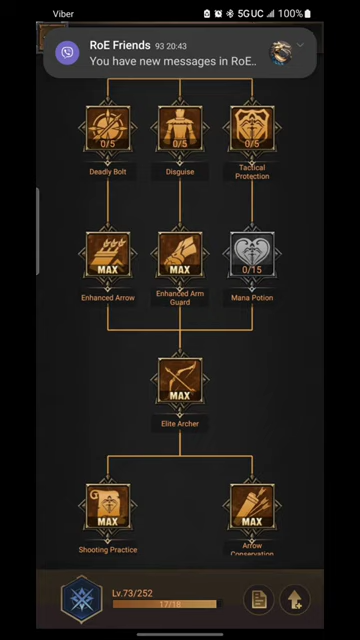 Viber
5GUC
100%
RoE Friends 93 20:43
You have new messages in RoE..
0/5
0/5
0/5
Deadly Bolt
Disguise
Tactical
Protection
MAX
MAX
0/15
Enhanced Arrow
Enhanced Arm
Guard
Mana Potion
MAX
Elite Archer
G
MAX
MAX
Shooting Practice
Arrow
Conservation
Lv.73/252
17/18